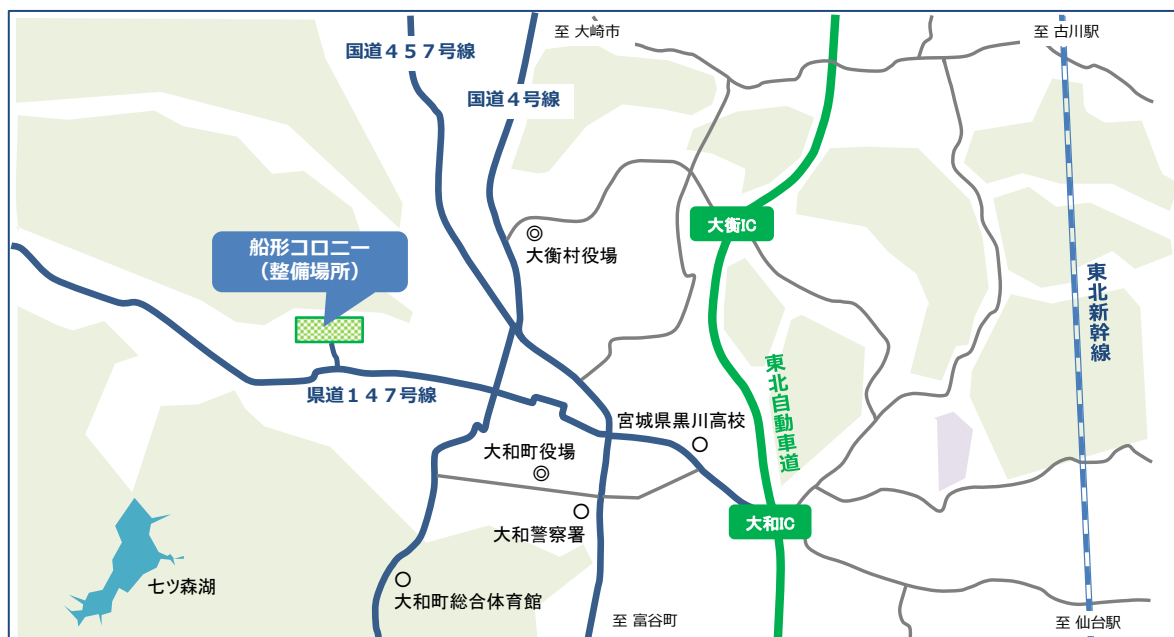 至 大崎市
至 古川駅
国道４５７号線
国道４号線
大衡IC
船形コロニー
（整備場所）
大衡村役場
東北新幹線
東北自動車道
県道１４７号線
宮城県黒川高校
大和町役場
大和警察署
大和IC
七ツ森湖
大和町総合体育館
至 富谷町
至 仙台駅